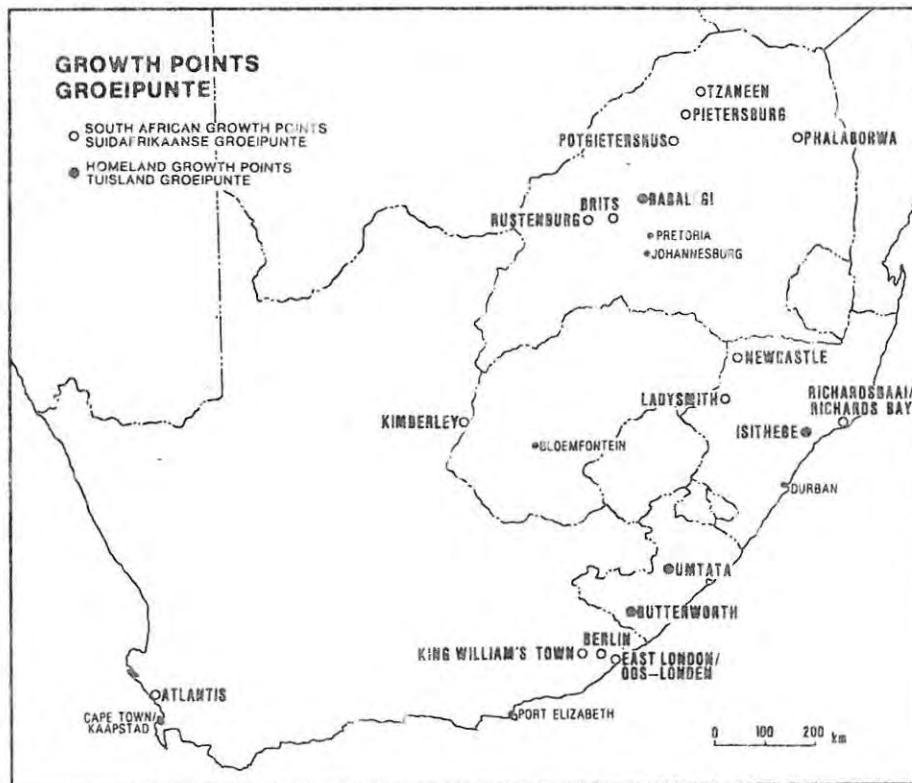 GROWTH POINTS
GROEIPUNTE
SOUTH AFRICAN GROWTH POINTS
SUIDAFRIKAANSE GROEIPUNTE
HOMELAND GROWTH POINTS
TUISLAND GROEIPUNTE
TZANEEN
PIETERSBURG
POTGIETERSRUS
PHALABORWA
BABALEGI
BRITS
RUSTENBURG
PRETORIA
JOHANNESBURG
NEWCASTLE
LADYSMITH
RICHARDSBAAI/
RICHARDS BAY
KIMBERLEY
ISITHEBE
BLOEMFONTEIN
DURBAN
UMTATA
BUTTERWORTH
BERLIN
KING WILLIAM'S TOWN
EAST LONDON/
OOS-LONDEN
ATLANTIS
CAPE TOWN/
KAAPSTAD
PORT ELIZABETH
0 100 200 km